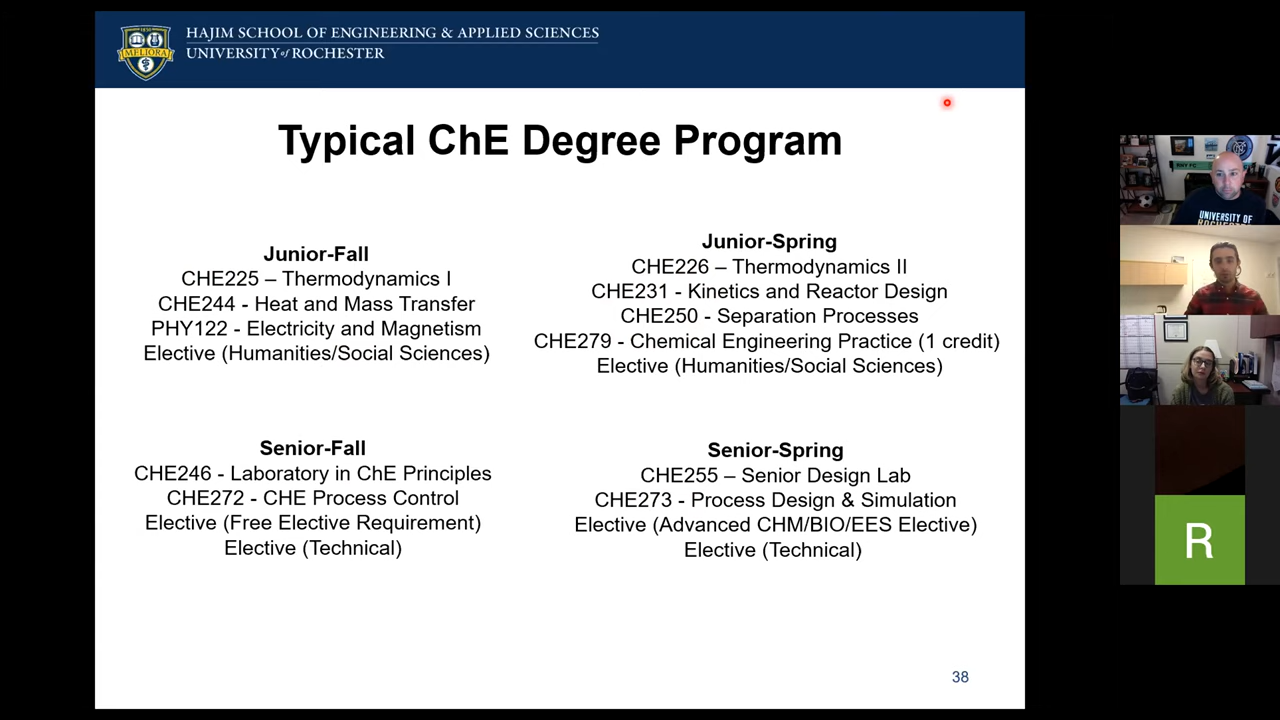 HAJIM SCHOOL OF ENGINEERING & APPLIED SCIENCES
UNIVERSITY of ROCHESTER
MELIORA
Typical ChE Degree Program
Junior-Fall
CHE225 – Thermodynamics I
CHE244 - Heat and Mass Transfer
PHY122 - Electricity and Magnetism
Elective (Humanities/Social Sciences)
Junior-Spring
CHE226 – Thermodynamics II
CHE231 - Kinetics and Reactor Design
CHE250 - Separation Processes
CHE279 - Chemical Engineering Practice (1 credit)
Elective (Humanities/Social Sciences)
Senior-Fall
CHE246 - Laboratory in ChE Principles
CHE272 - CHE Process Control
Elective (Free Elective Requirement)
Elective (Technical)
Senior-Spring
CHE255 – Senior Design Lab
CHE273 - Process Design & Simulation
Elective (Advanced CHM/BIO/EES Elective)
Elective (Technical)
38
UNIVERSITY OF
R